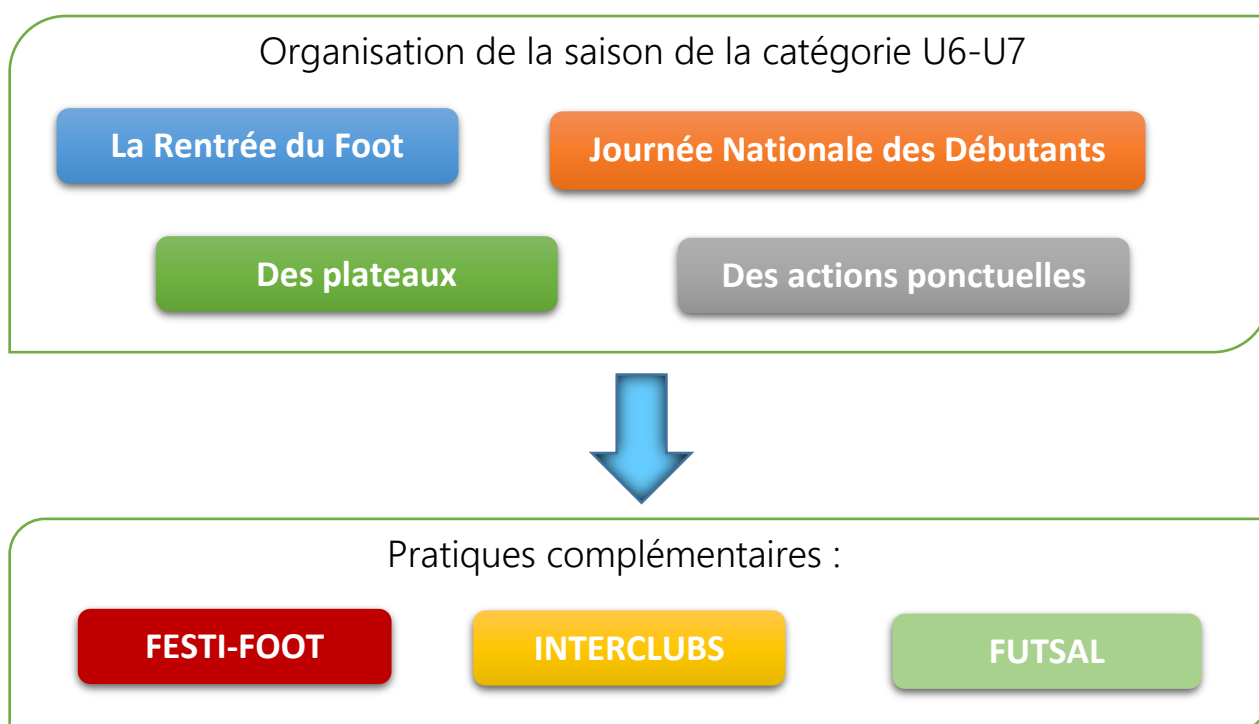 Organisation de la saison de la catégorie U6-U7
La Rentrée du Foot
Journée Nationale des Débutants
Des plateaux
Des actions ponctuelles
Pratiques complémentaires :
FESTI-FOOT
INTERCLUBS
FUTSAL